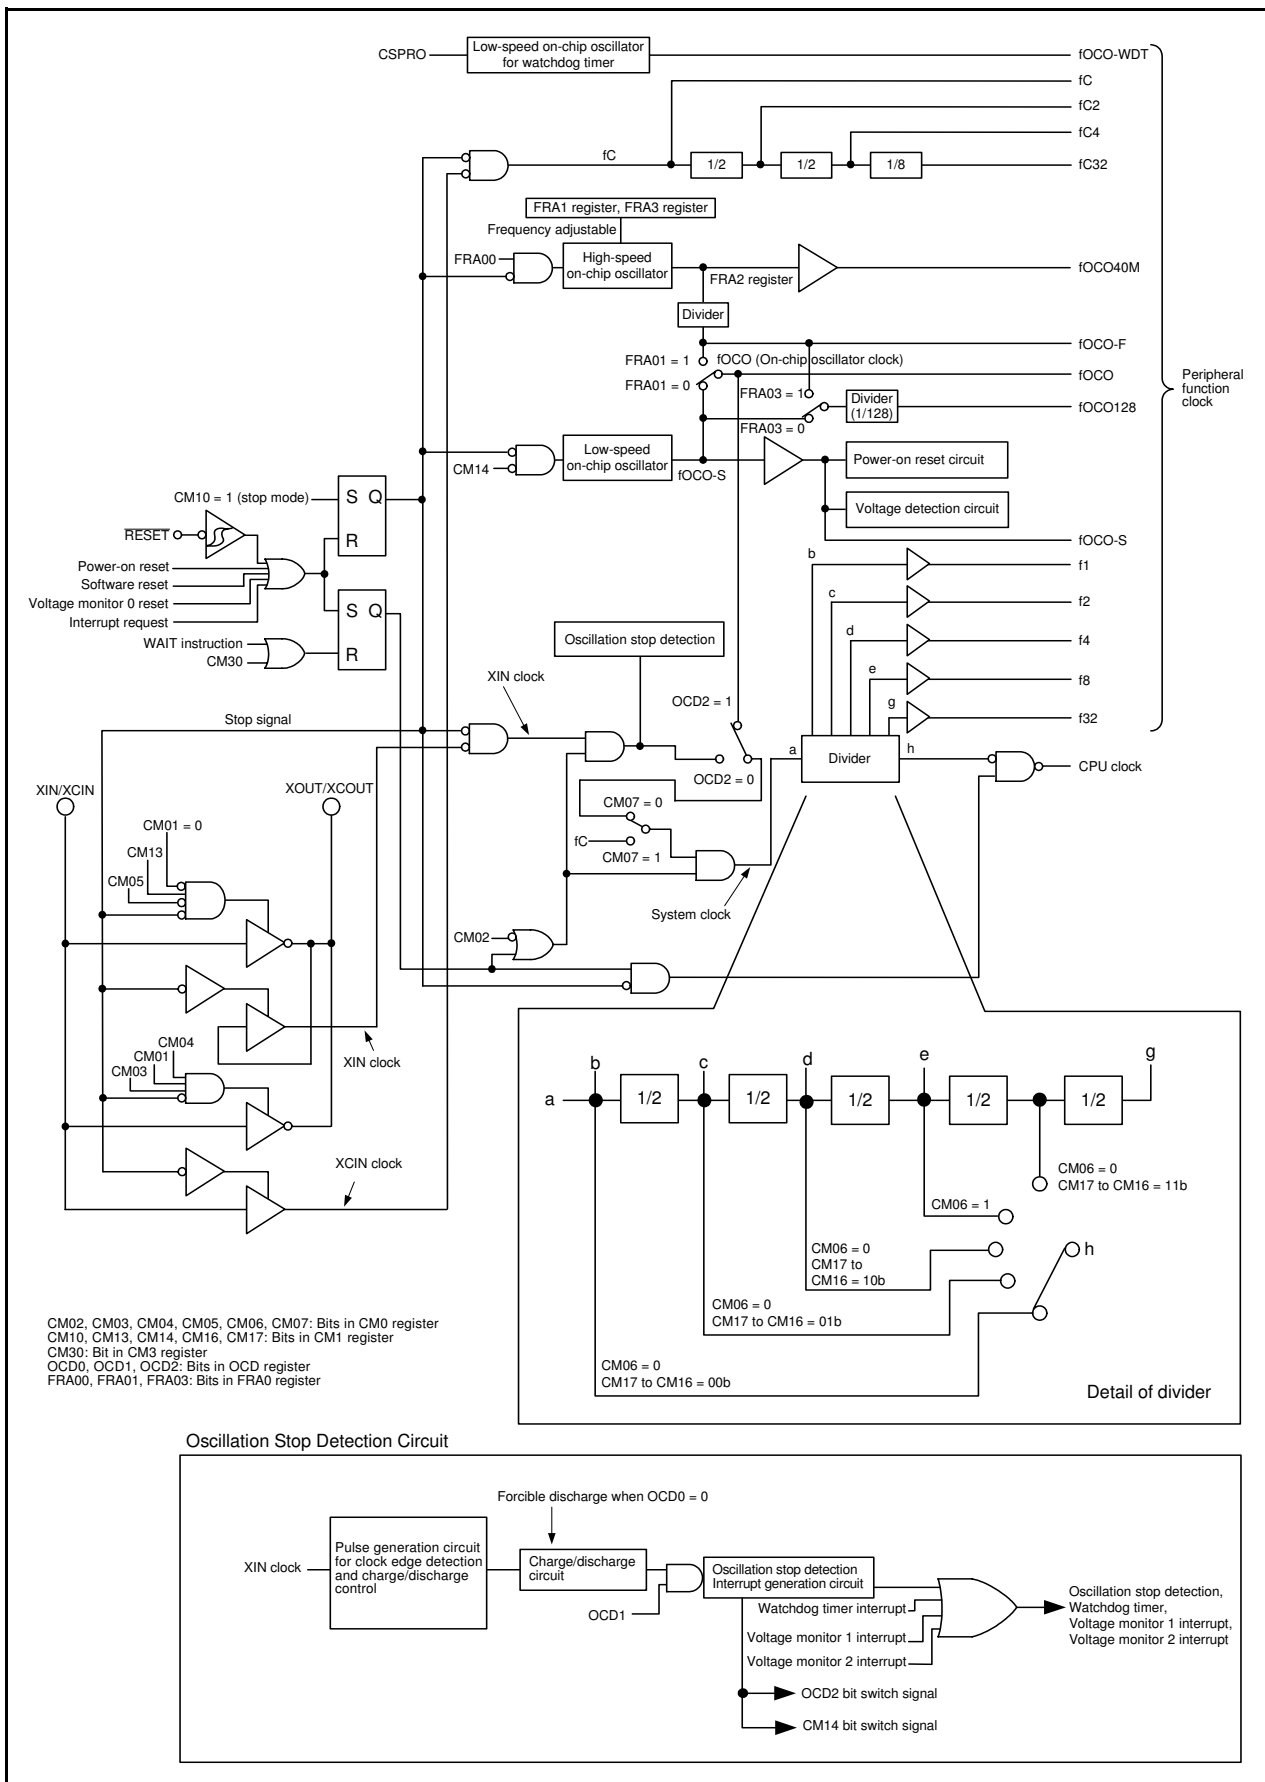 CSPRO
Low-speed on-chip oscillator
for watchdog timer
fOCO-WDT
fC
fC2
fC4
fC
1/2
1/2
1/8
fC32
FRA1 register, FRA3 register
Frequency adjustable
FRA00
High-speed
on-chip oscillator
FRA2 register
fOCO40M
Divider
fOCO-F
FRA01 = 1
fOCO (On-chip oscillator clock)
fOCO
FRA01 = 0
FRA03 = 1
Divider
(1/128)
fOCO128
FRA03 = 0
Peripheral
function
clock
Low-speed
on-chip oscillator
CM14
fOCO-S
Power-on reset circuit
Voltage detection circuit
fOCO-S
CM10 = 1 (stop mode)
S Q
R
RESET
Power-on reset
Software reset
Voltage monitor 0 reset
Interrupt request
S Q
R
WAIT instruction
CM30
b
f1
c
f2
d
f4
e
f8
g
f32
Oscillation stop detection
XIN clock
OCD2 = 1
Stop signal
a
Divider
h
CPU clock
OCD2 = 0
XIN/XCIN
XOUT/XCOUT
CM07 = 0
fC
CM07 = 1
CM01 = 0
CM13
CM05
System clock
CM02
XIN clock
CM04
CM01
CM03
XCIN clock
a
b
1/2
c
1/2
d
1/2
e
1/2
1/2
g
CM06 = 0
CM17 to CM16 = 11b
CM06 = 1
CM06 = 0
CM17 to
CM16 = 10b
h
CM06 = 0
CM17 to CM16 = 01b
CM06 = 0
CM17 to CM16 = 00b
Detail of divider
CM02, CM03, CM04, CM05, CM06, CM07: Bits in CM0 register
CM10, CM13, CM14, CM16, CM17: Bits in CM1 register
CM30: Bit in CM3 register
OCD0, OCD1, OCD2: Bits in OCD register
FRA00, FRA01, FRA03: Bits in FRA0 register
Oscillation Stop Detection Circuit
Forcible discharge when OCD0 = 0
XIN clock
Pulse generation circuit
for clock edge detection
and charge/discharge
control
Charge/discharge
circuit
OCD1
Oscillation stop detection
Interrupt generation circuit
Watchdog timer interrupt
Voltage monitor 1 interrupt
Voltage monitor 2 interrupt
Oscillation stop detection,
Watchdog timer,
Voltage monitor 1 interrupt,
Voltage monitor 2 interrupt
OCD2 bit switch signal
CM14 bit switch signal